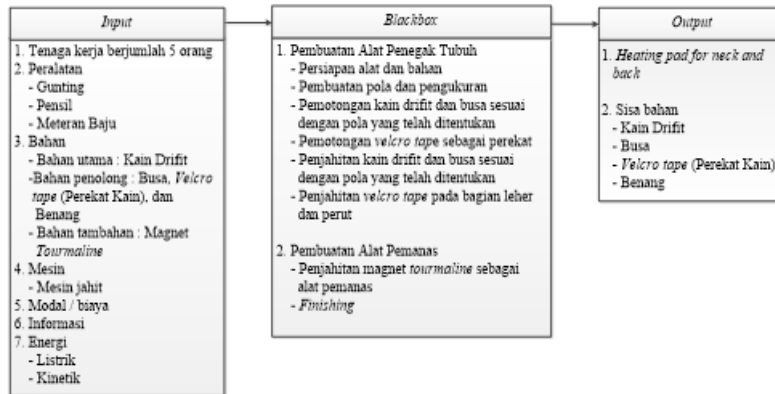 Input
1. Tenaga kerja berjumlah 5 orang
2. Peralatan
- Gunting
- Pensil
- Meteran Baju
3. Bahan
- Bahan utama : Kain Drifit
-Bahan penolong : Busa, Velcro
tape (Perekat Kain), dan
Benang
- Bahan tambahan : Magnet
Tourmaline
4. Mesin
- Mesin jahit
5. Modal / biaya
6. Informasi
7. Energi
- Listrik
- Kinetik
Blackbox
1. Pembuatan Alat Penegak Tubuh
- Persiapan alat dan bahan
- Pembuatan pola dan pengukuran
- Pemotongan kain drifit dan busa sesuai
dengan pola yang telah ditentukan
- Pemotongan velcro tape sebagai perekat
- Penjahitan kain drifit dan busa sesuai
dengan pola yang telah ditentukan
- Penjahitan velcro tape pada bagian leher
dan perut
2. Pembuatan Alat Pemanas
- Penjahitan magnet tourmaline sebagai
alat pemanas
- Finishing
Output
1. Heating pad for neck and
back
2. Sisa bahan
- Kain Drifit
- Busa
- Velcro tape (Perekat Kain)
- Benang